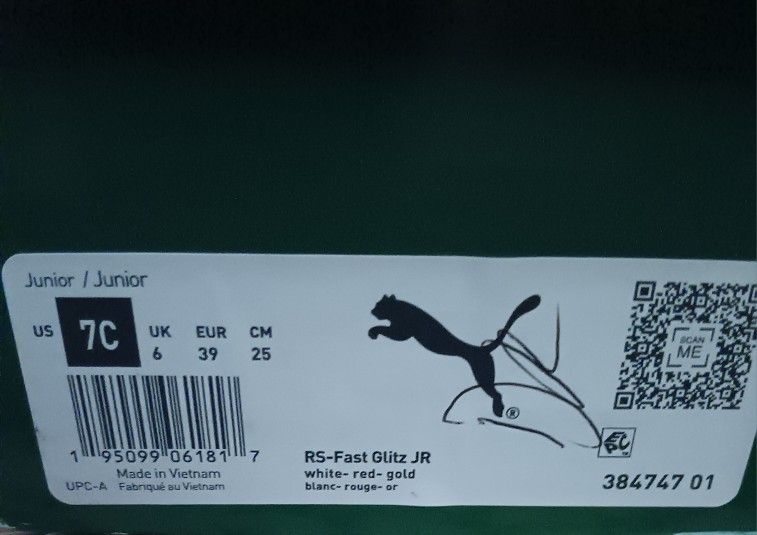 Junior / Junior
US 7C UK EUR CM
6 39 25
SCAN
ME
®
1 95099 06181 7
Made in Vietnam
UPC-A Fabriqué au Vietnam
RS-Fast Glitz JR
white- red- gold
blanc- rouge- or
384747 01